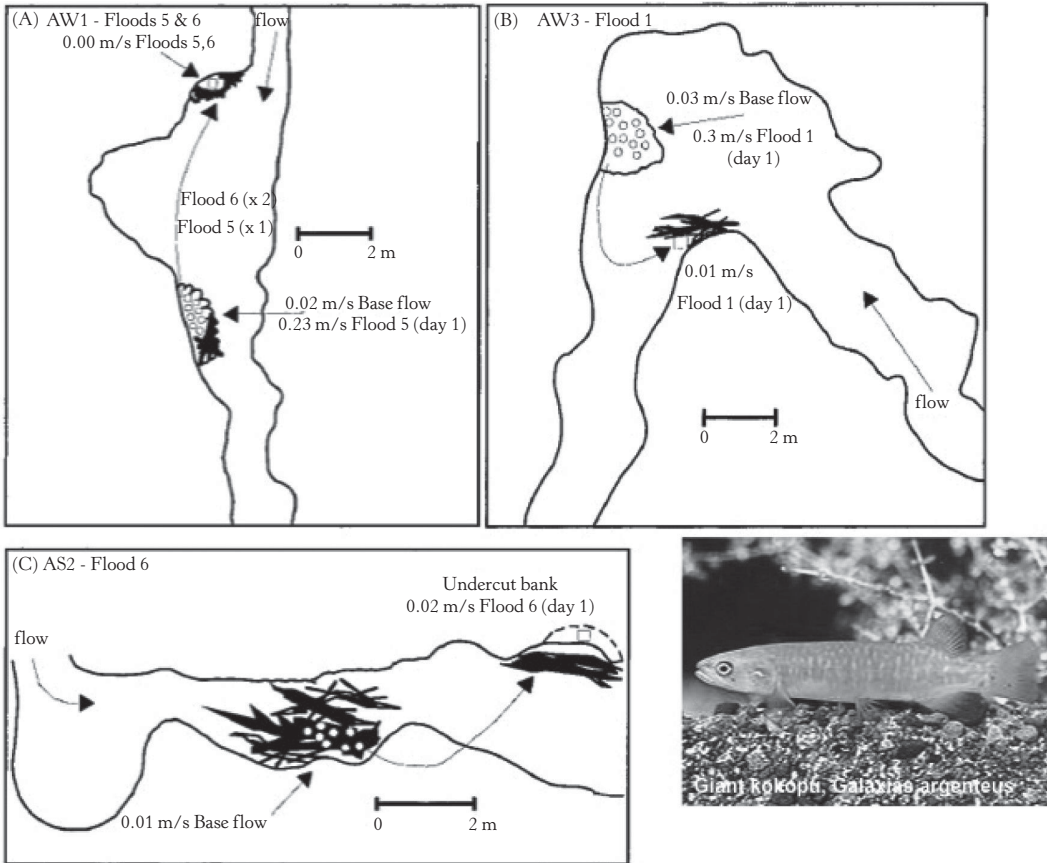 (A) AW1 - Floods 5 & 6
0.00 m/s Floods 5,6
flow
Flood 6 (x 2)
Flood 5 (x 1)
0 2 m
0.02 m/s Base flow
0.23 m/s Flood 5 (day 1)
(B) AW3 - Flood 1
0.03 m/s Base flow
0.3 m/s Flood 1
(day 1)
0.01 m/s
Flood 1 (day 1)
flow
0 2 m
(C) AS2 - Flood 6
Undercut bank
0.02 m/s Flood 6 (day 1)
flow
0.01 m/s Base flow
0 2 m
Giant kokopu, Galaxias argenteus